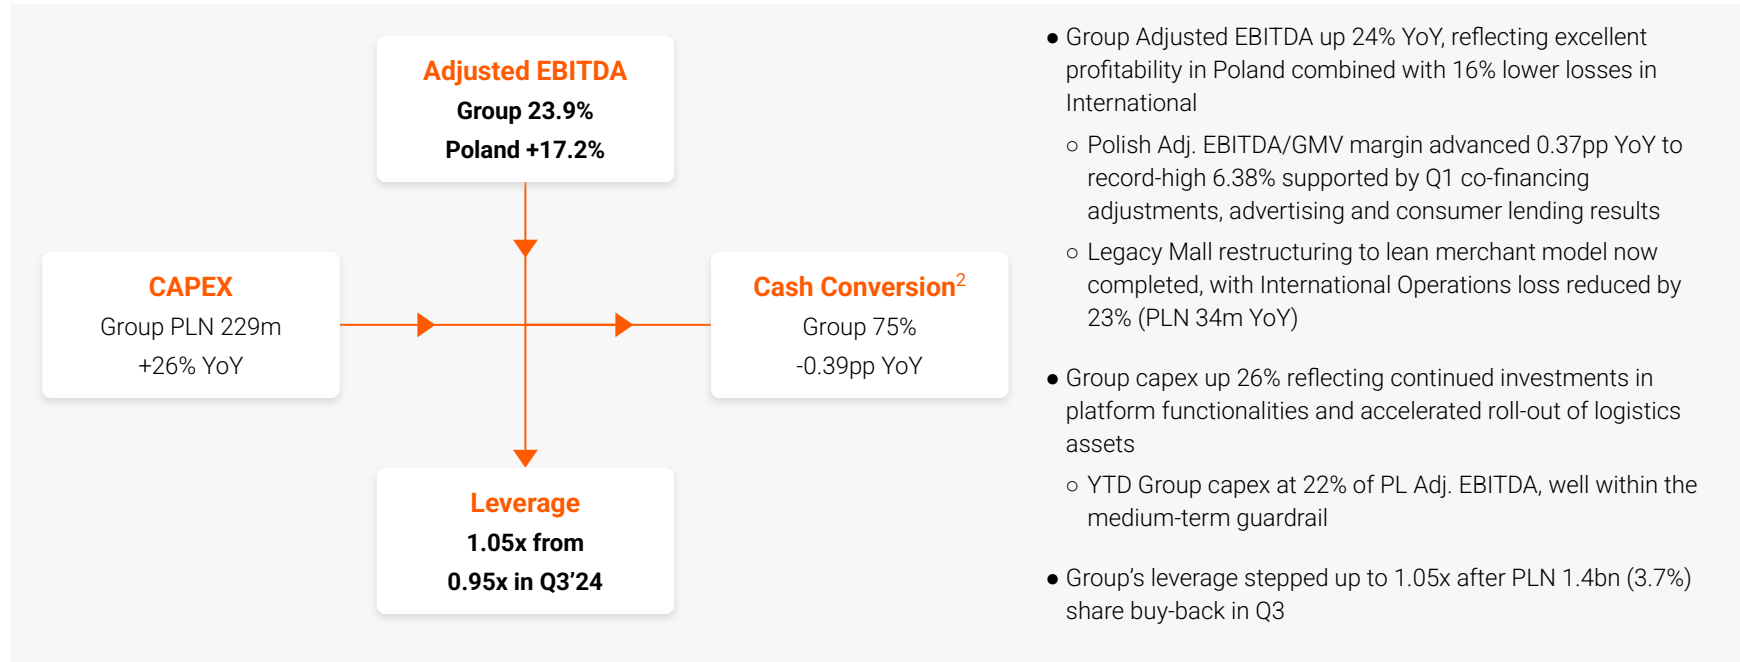 Adjusted EBITDA
Group 23.9%
Poland +17.2%
CAPEX
Group PLN 229m
+26% YoY
Cash Conversion2
Group 75%
-0.39pp YoY
Leverage
1.05x from
0.95x in Q3’24
● Group Adjusted EBITDA up 24% YoY, reflecting excellent
profitability in Poland combined with 16% lower losses in
International
○ Polish Adj. EBITDA/GMV margin advanced 0.37pp YoY to
record-high 6.38% supported by Q1 co-financing
adjustments, advertising and consumer lending results
○ Legacy Mall restructuring to lean merchant model now
completed, with International Operations loss reduced by
23% (PLN 34m YoY)
● Group capex up 26% reflecting continued investments in
platform functionalities and accelerated roll-out of logistics
assets
○ YTD Group capex at 22% of PL Adj. EBITDA, well within the
medium-term guardrail
● Group’s leverage stepped up to 1.05x after PLN 1.4bn (3.7%)
share buy-back in Q3